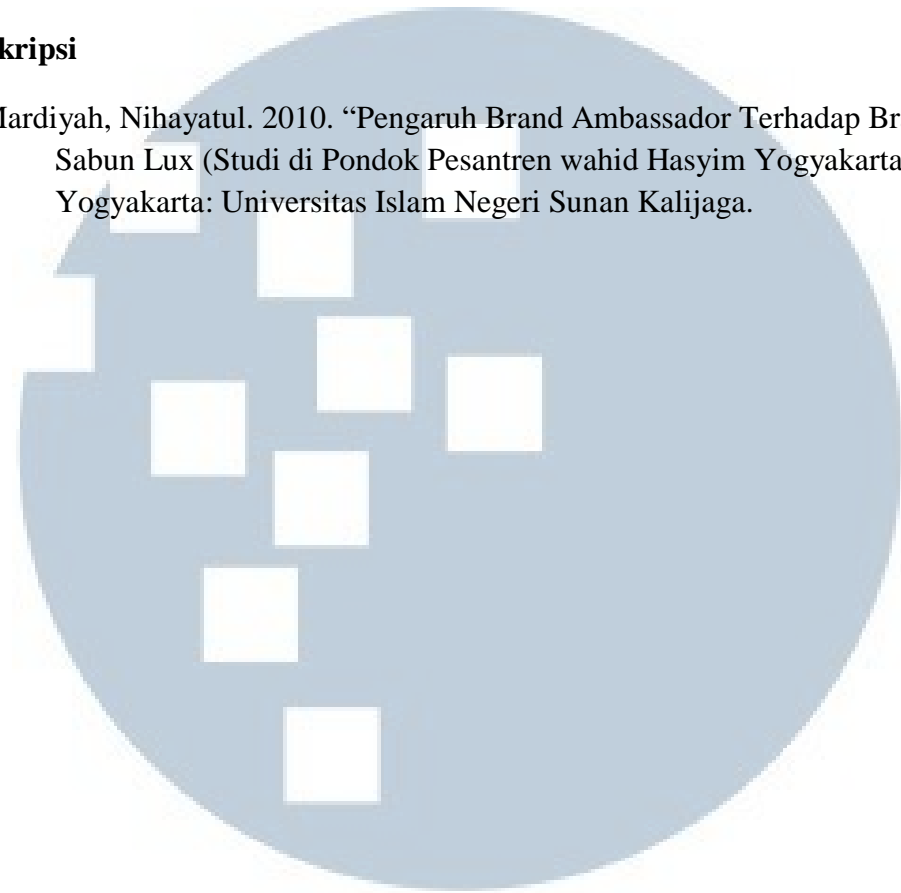 kripsi
ardiyah, Nihayatul. 2010. “Pengaruh Brand Ambassador Terhadap Br
Sabun Lux (Studi di Pondok Pesantren wahid Hasyim Yogyakarta
Yogyakarta: Universitas Islam Negeri Sunan Kalijaga.